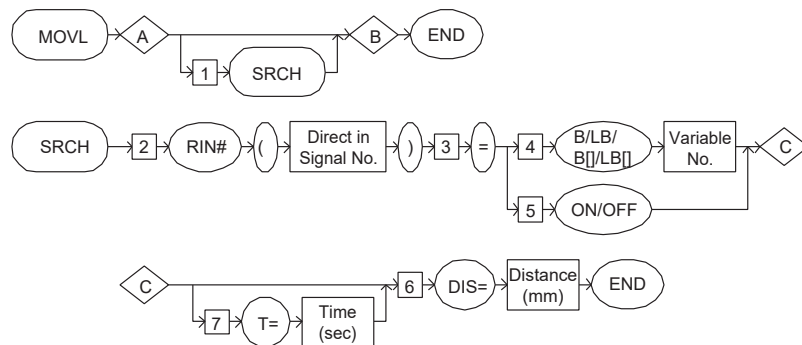 MOVL A B END
1 SRCH
SRCH 2 RIN# ( Direct in Signal No. ) 3 = 4 B/LB/ B[]/LB[] Variable No. C
5 ON/OFF
C 6 DIS= Distance (mm) END
7 T= Time (sec)